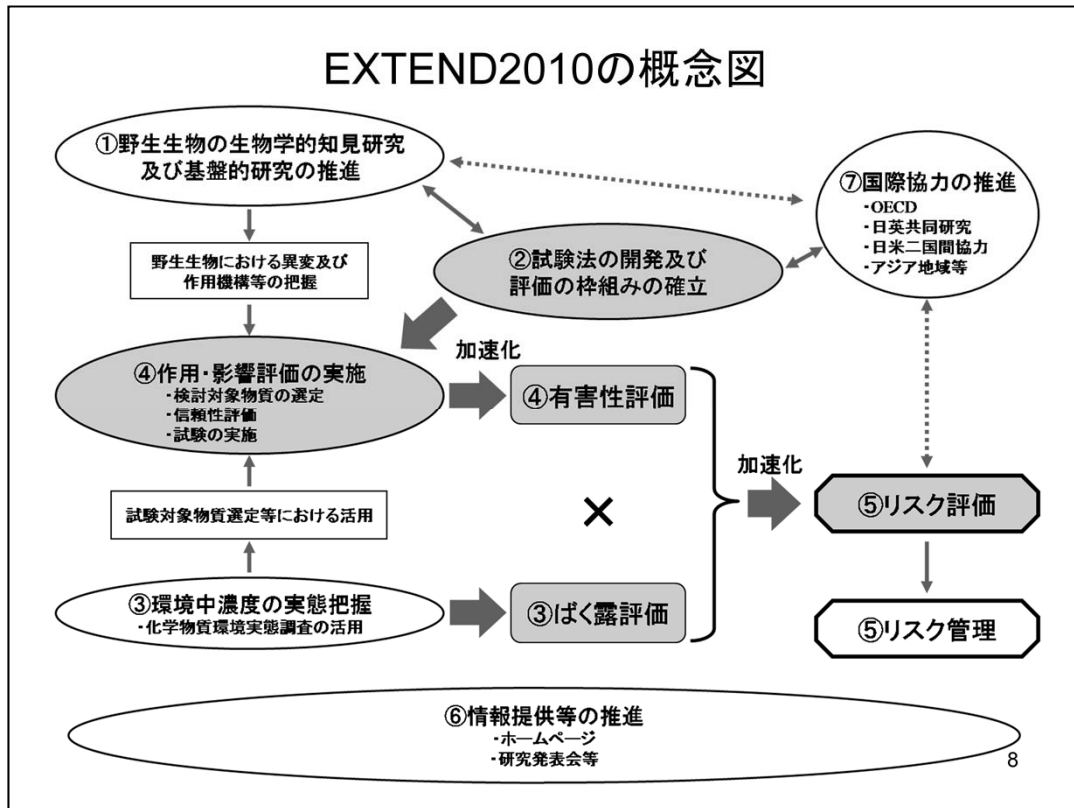 EXTEND2010の概念図
①野生生物の生物学的知見研究
及び基盤的研究の推進
⑦国際協力の推進
・OECD
・日英共同研究
・日米二国間協力
・アジア地域等
野生生物における異変及び
作用機構等の把握
②試験法の開発及び
評価の枠組みの確立
加速化
④作用・影響評価の実施
・検討対象物質の選定
・信頼性評価
・試験の実施
④有害性評価
加速化
試験対象物質選定等における活用
×
⑤リスク評価
③環境中濃度の実態把握
・化学物質環境実態調査の活用
③ばく露評価
⑤リスク管理
⑥情報提供等の推進
・ホームページ
・研究発表会等
8